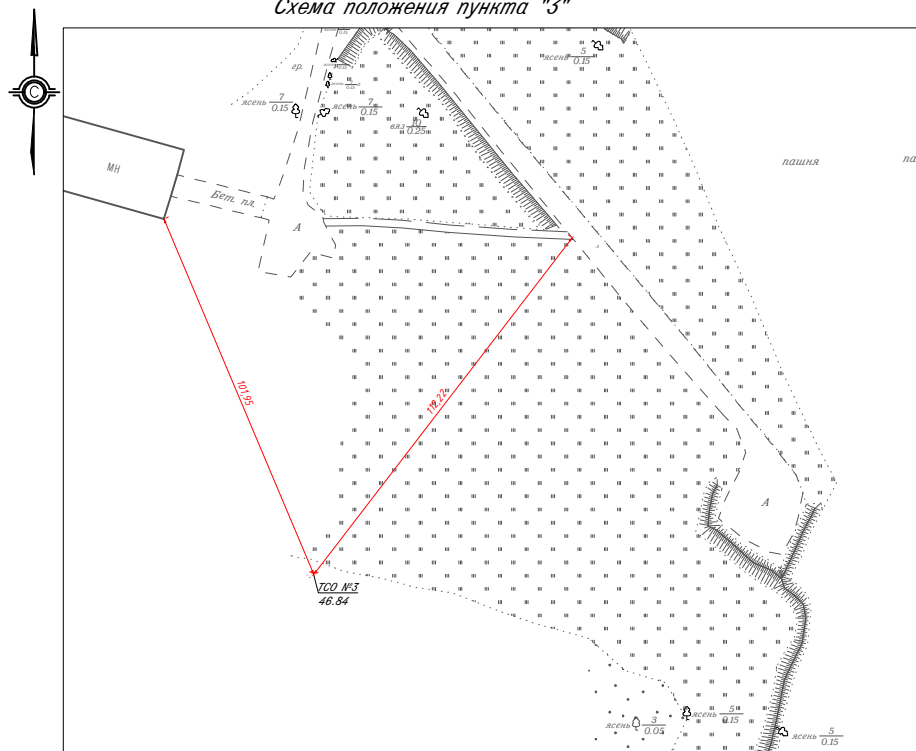 Схема положения пункта "3"
С
ясень 5
0.15
гр.
ясень 7
0.15
ясень 7
0.15
вяз 10
0.25
пашня
па
МН
Бет. пл.
А
101,95
А
ТСО №3
46.84
ясень 3
0.05
ясень 5
0.15
ясень 5
0.15